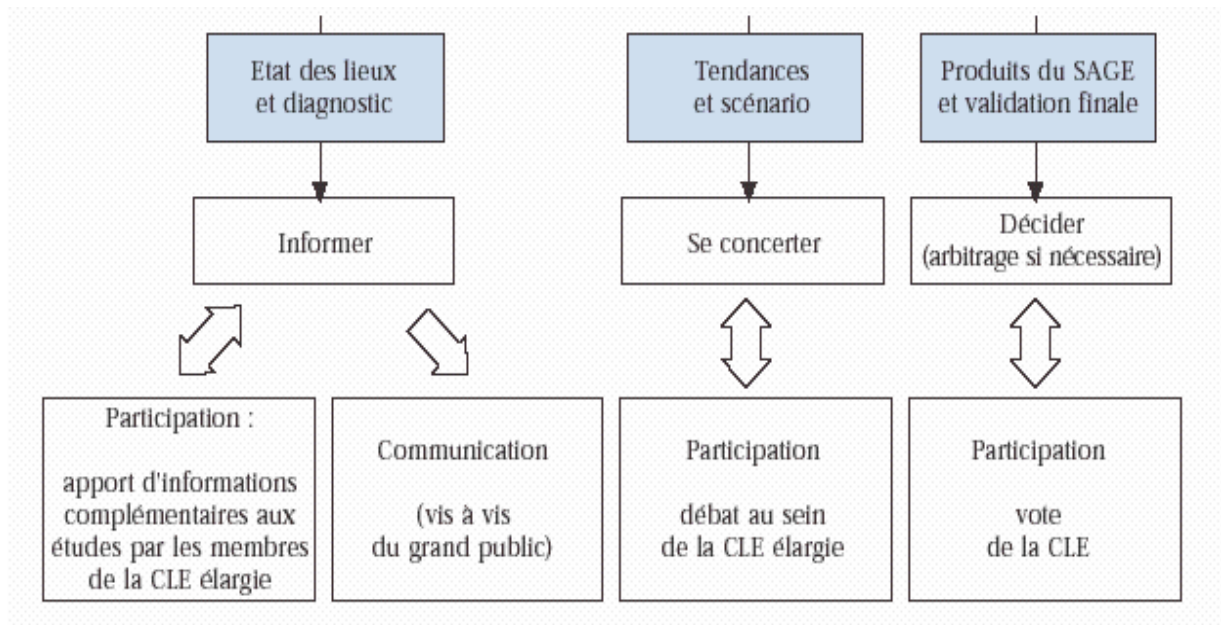 Etat des lieux
et diagnostic
Tendances
et scénario
Produits du SAGE
et validation finale
Informer
Se concerter
Décider
(arbitrage si nécessaire)
Participation :
apport d'informations
complémentaires aux
études par les membres
de la CLE élargie
Communication
(vis à vis
du grand public)
Participation
débat au sein
de la CLE élargie
Participation
vote
de la CLE